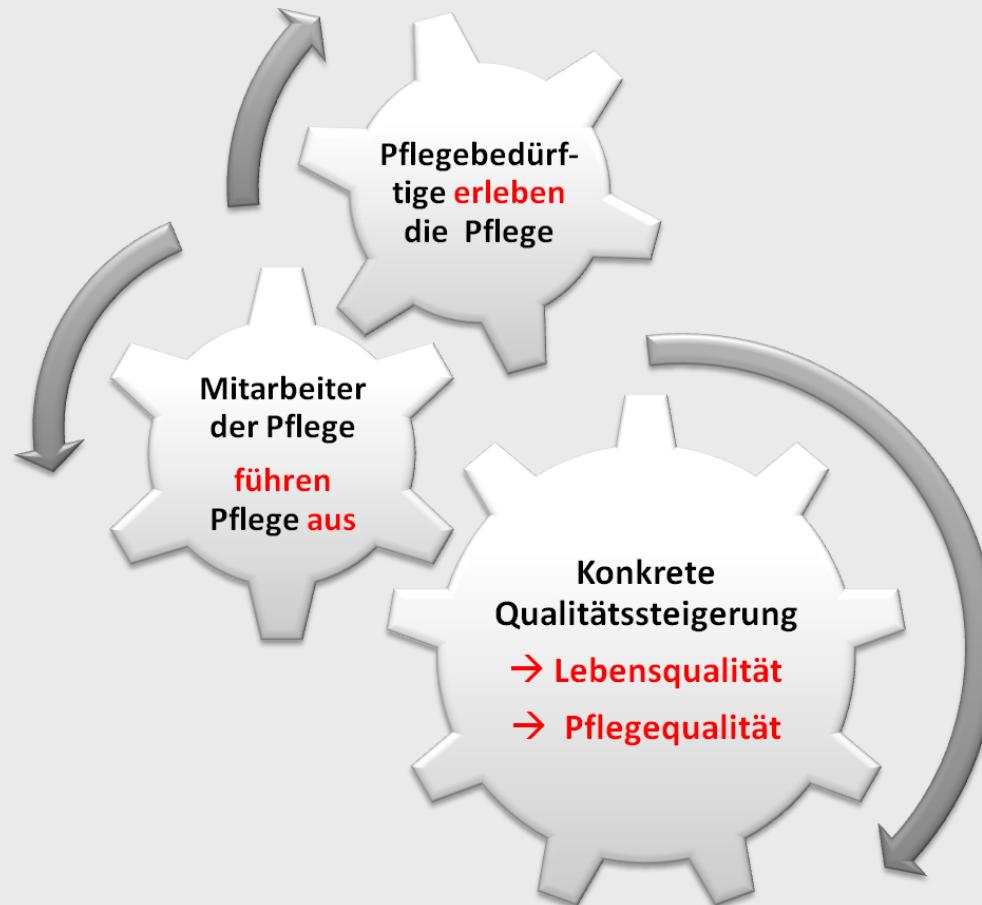 Pflegebedürf-
tige erleben
die Pflege
Mitarbeiter
der Pflege
führen
Pflege aus
Konkrete
Qualitätssteigerung
→ Lebensqualität
→ Pflegequalität